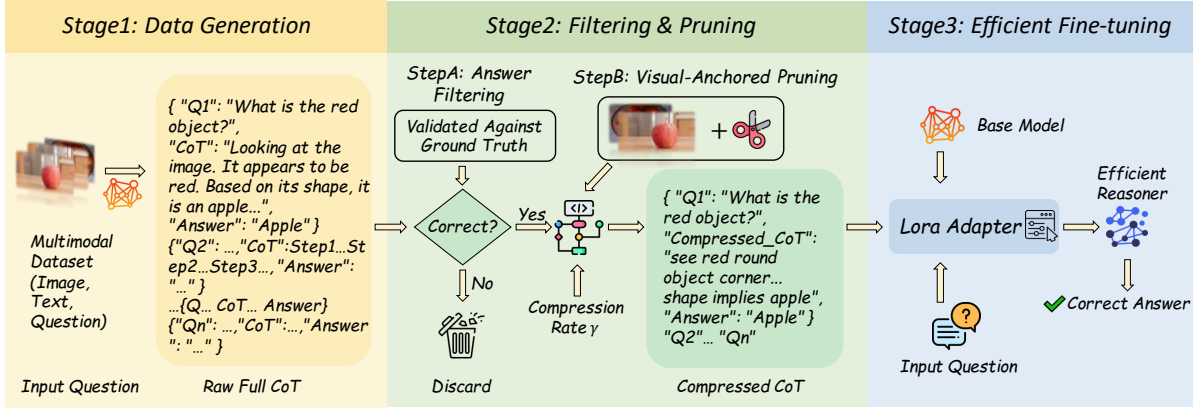 Stage1: Data Generation
{ "Q1": "What is the
red object?",
"CoT": "Looking at the
image. It appears to be
red. Based on its shape, it
is an apple...",
"Answer": "Apple" }
{"Q2": ...,"CoT":Step1...St
ep2...Step3..., "Answer":
"..." }
...{Q... CoT... Answer}
{"Qn": ...,"CoT":...,"Answer
": "..." }
Multimodal
Dataset
(Image,
Text,
Question)
Input Question
Raw Full CoT
Stage2: Filtering & Pruning
StepA: Answer
Filtering
Validated Against
Ground Truth
Correct?
Yes
No
Discard
StepB: Visual-Anchored Pruning
+
</>
Compression
Rate γ
{ "Q1": "What is the
red object?",
"Compressed_CoT":
"see red round
object corner...
shape implies apple",
"Answer": "Apple" }
"Q2"... "Qn"
Compressed CoT
Stage3: Efficient Fine-tuning
Base Model
Efficient
Reasoner
Lora Adapter
Correct Answer
?
Input Question